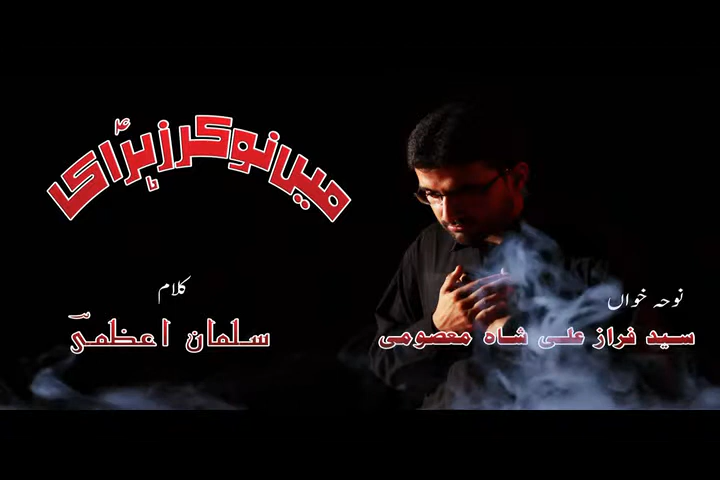 میں نوکر زہراؑ کی
کلام
سلمان اعظمیؔ
نوحہ خواں
سید فراز علی شاہ معصومی